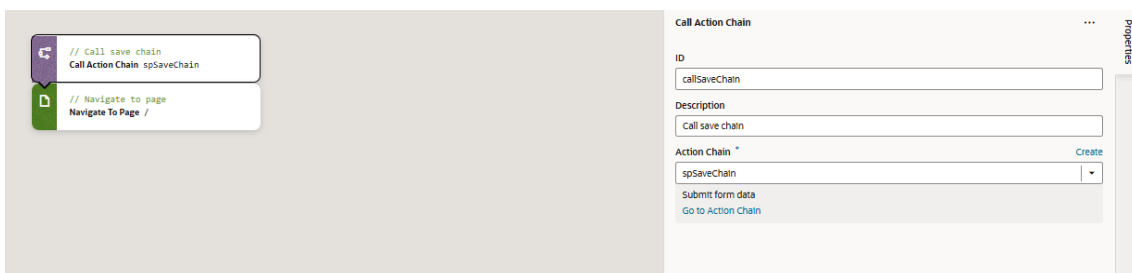 // Call save chain
Call Action Chain spSaveChain
// Navigate to page
Navigate To Page /
Call Action Chain
...
Properties
ID
callSaveChain
Description
Call save chain
Action Chain *
Create
spSaveChain
Submit form data
Go to Action Chain